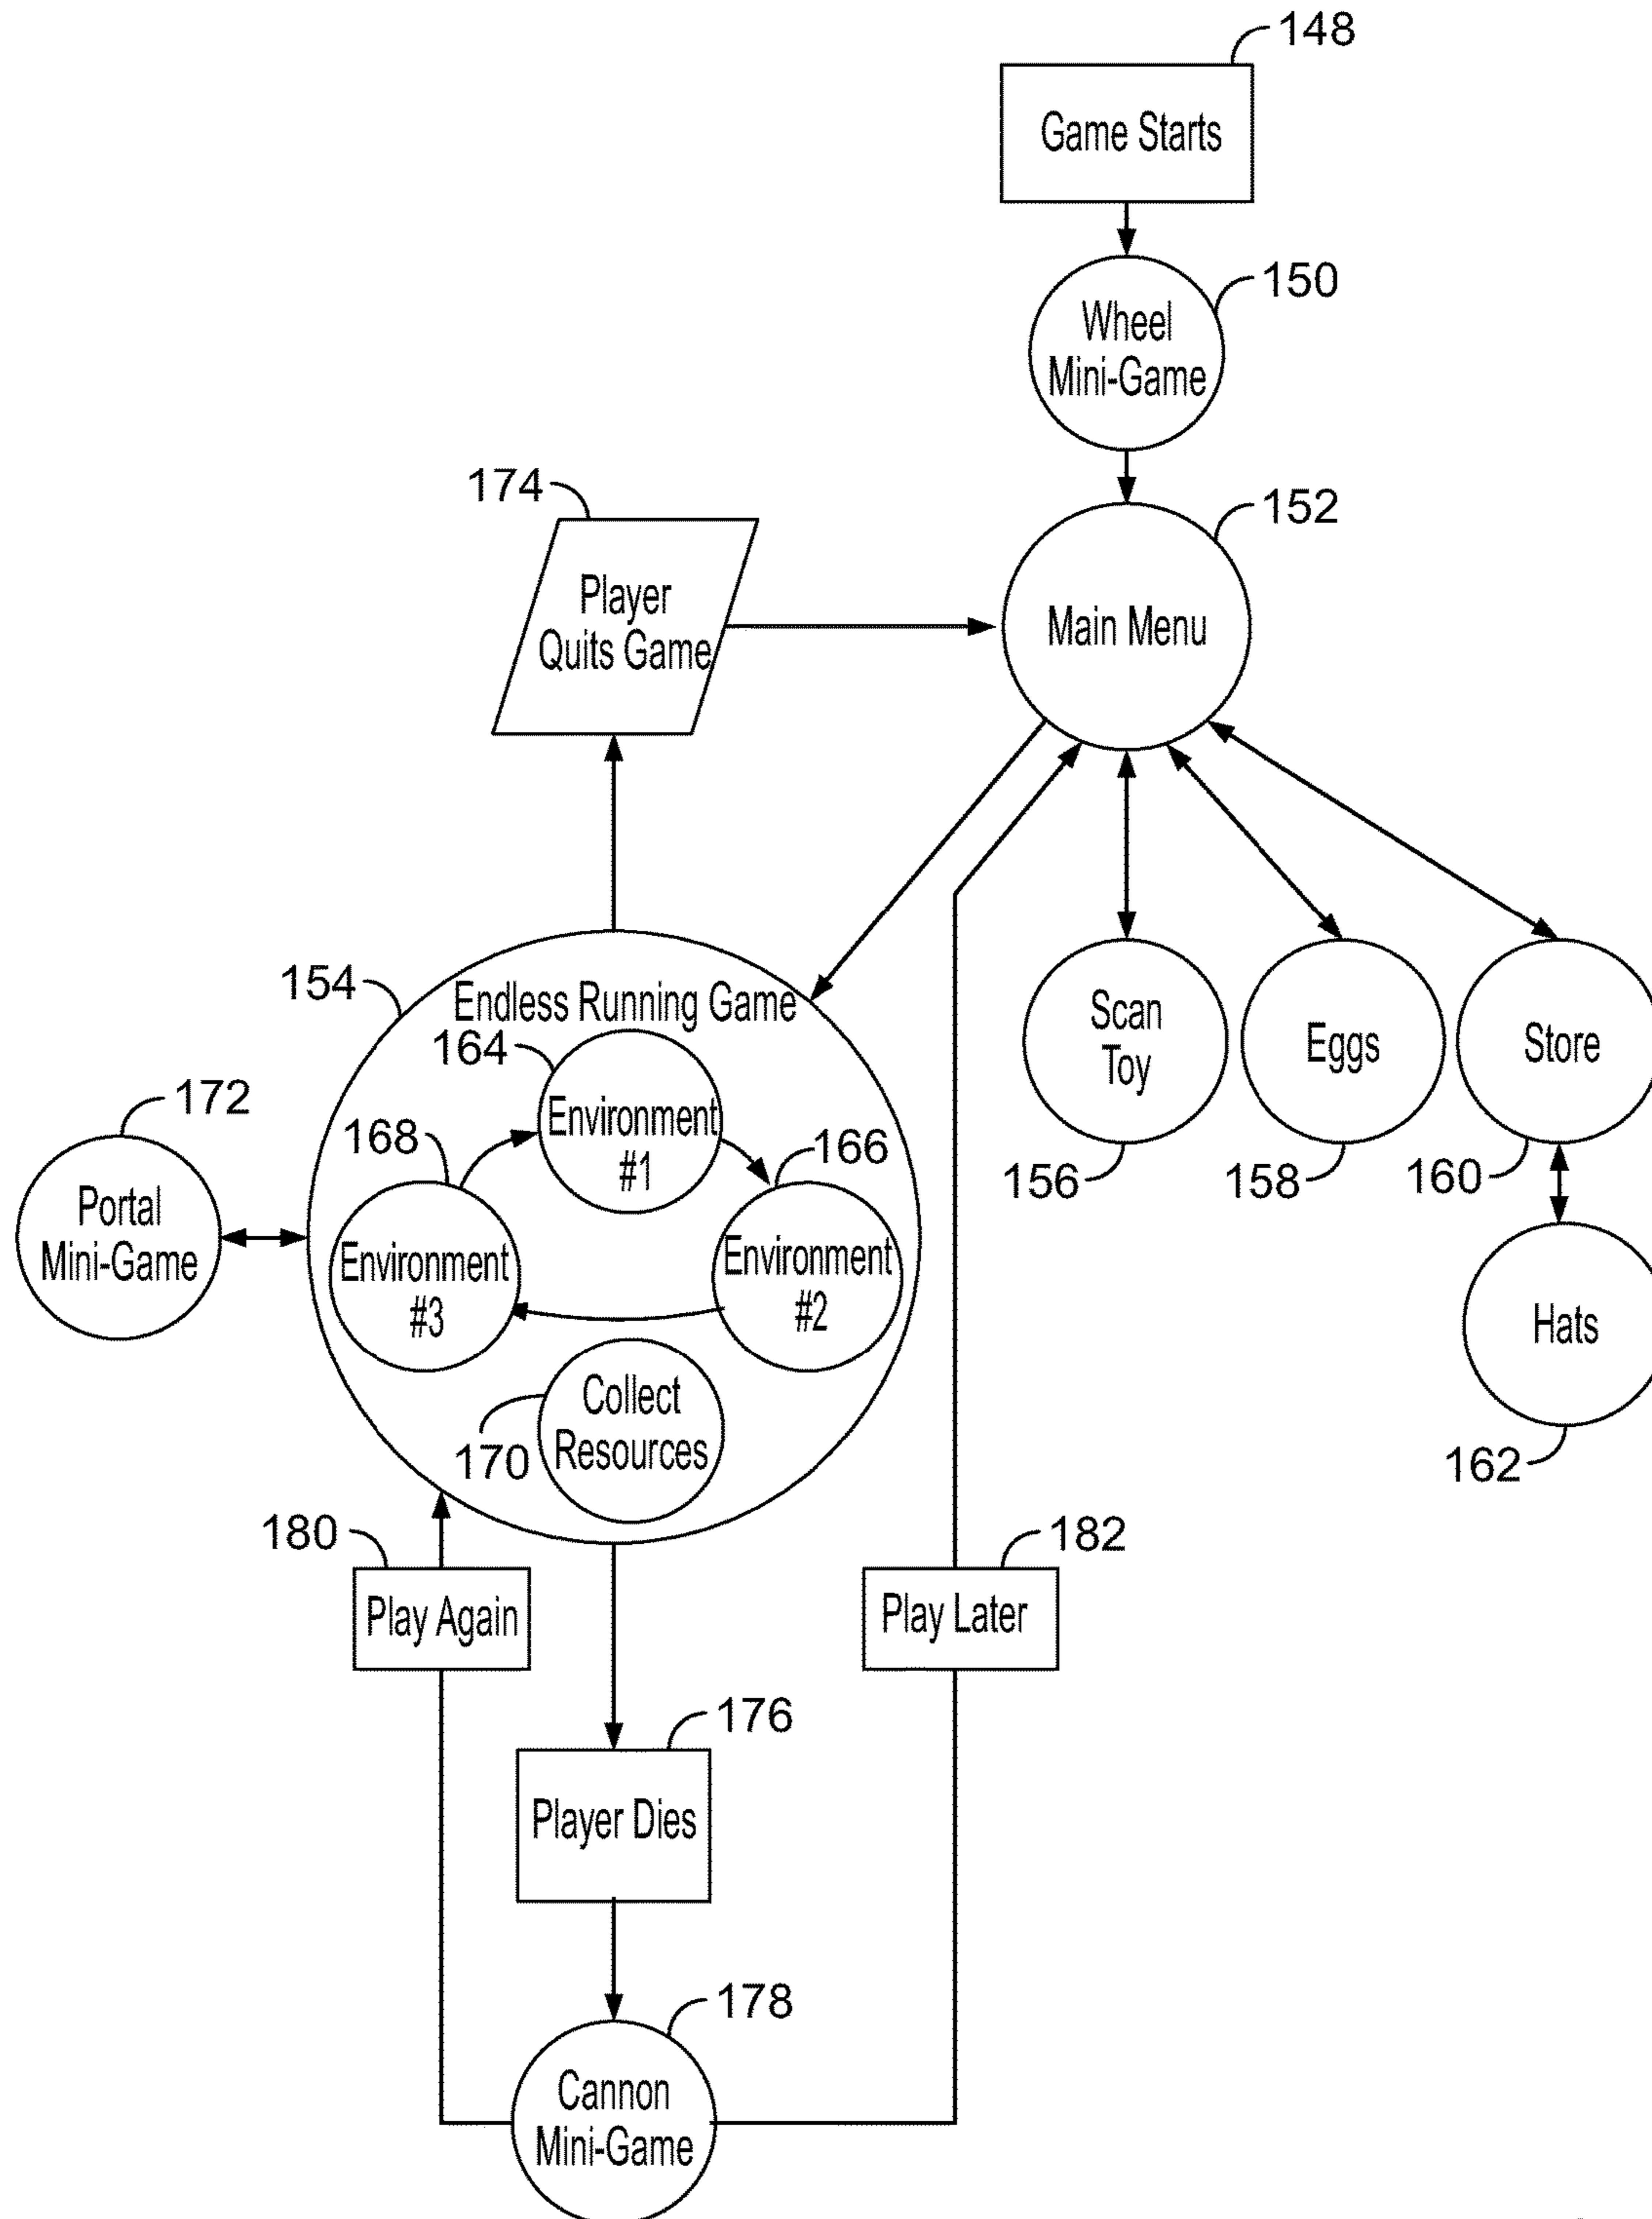 148
Game Starts
150
Wheel
Mini-Game
152
Main Menu
174
Player
Quits Game
154
Endless Running Game
164
Environment
#1
166
Environment
#2
168
Environment
#3
170
Collect
Resources
172
Portal
Mini-Game
Scan
Toy
156
Eggs
158
Store
160
Hats
162
180
Play Again
182
Play Later
176
Player Dies
178
Cannon
Mini-Game